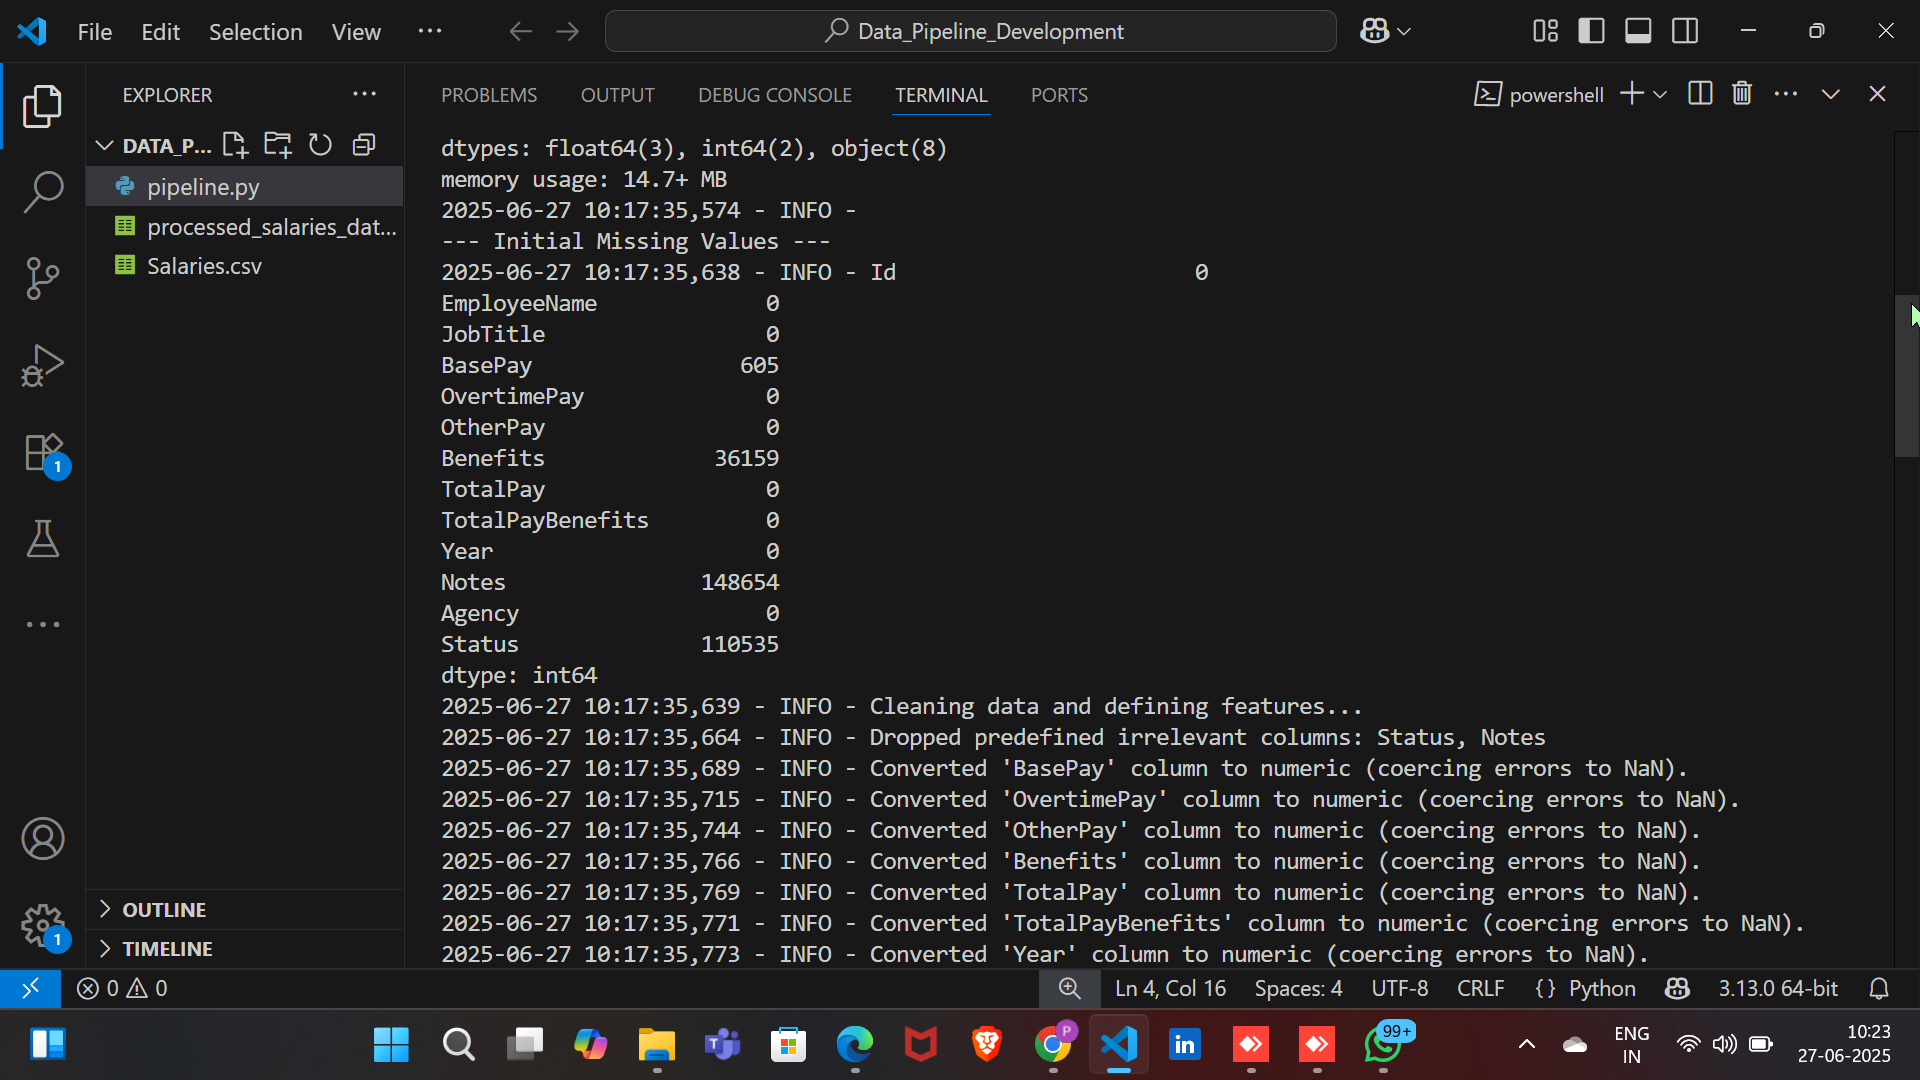 File Edit Selection View ··· Data_Pipeline_Development
EXPLORER ···
DATA_P...
pipeline.py
processed_salaries_dat...
Salaries.csv
OUTLINE
TIMELINE
1
1
PROBLEMS OUTPUT DEBUG CONSOLE TERMINAL PORTS powershell
dtypes: float64(3), int64(2), object(8)
memory usage: 14.7+ MB
2025-06-27 10:17:35,574 - INFO -
--- Initial Missing Values ---
2025-06-27 10:17:35,638 - INFO - Id 0
EmployeeName 0
JobTitle 0
BasePay 605
OvertimePay 0
OtherPay 0
Benefits 36159
TotalPay 0
TotalPayBenefits 0
Year 0
Notes 148654
Agency 0
Status 110535
dtype: int64
2025-06-27 10:17:35,639 - INFO - Cleaning data and defining features...
2025-06-27 10:17:35,664 - INFO - Dropped predefined irrelevant columns: Status, Notes
2025-06-27 10:17:35,689 - INFO - Converted 'BasePay' column to numeric (coercing errors to NaN).
2025-06-27 10:17:35,715 - INFO - Converted 'OvertimePay' column to numeric (coercing errors to NaN).
2025-06-27 10:17:35,744 - INFO - Converted 'OtherPay' column to numeric (coercing errors to NaN).
2025-06-27 10:17:35,766 - INFO - Converted 'Benefits' column to numeric (coercing errors to NaN).
2025-06-27 10:17:35,769 - INFO - Converted 'TotalPay' column to numeric (coercing errors to NaN).
2025-06-27 10:17:35,771 - INFO - Converted 'TotalPayBenefits' column to numeric (coercing errors to NaN).
2025-06-27 10:17:35,773 - INFO - Converted 'Year' column to numeric (coercing errors to NaN).
0 0 Ln 4, Col 16 Spaces: 4 UTF-8 CRLF {} Python 3.13.0 64-bit
T P in 99+ ENG 10:23
IN 27-06-2025